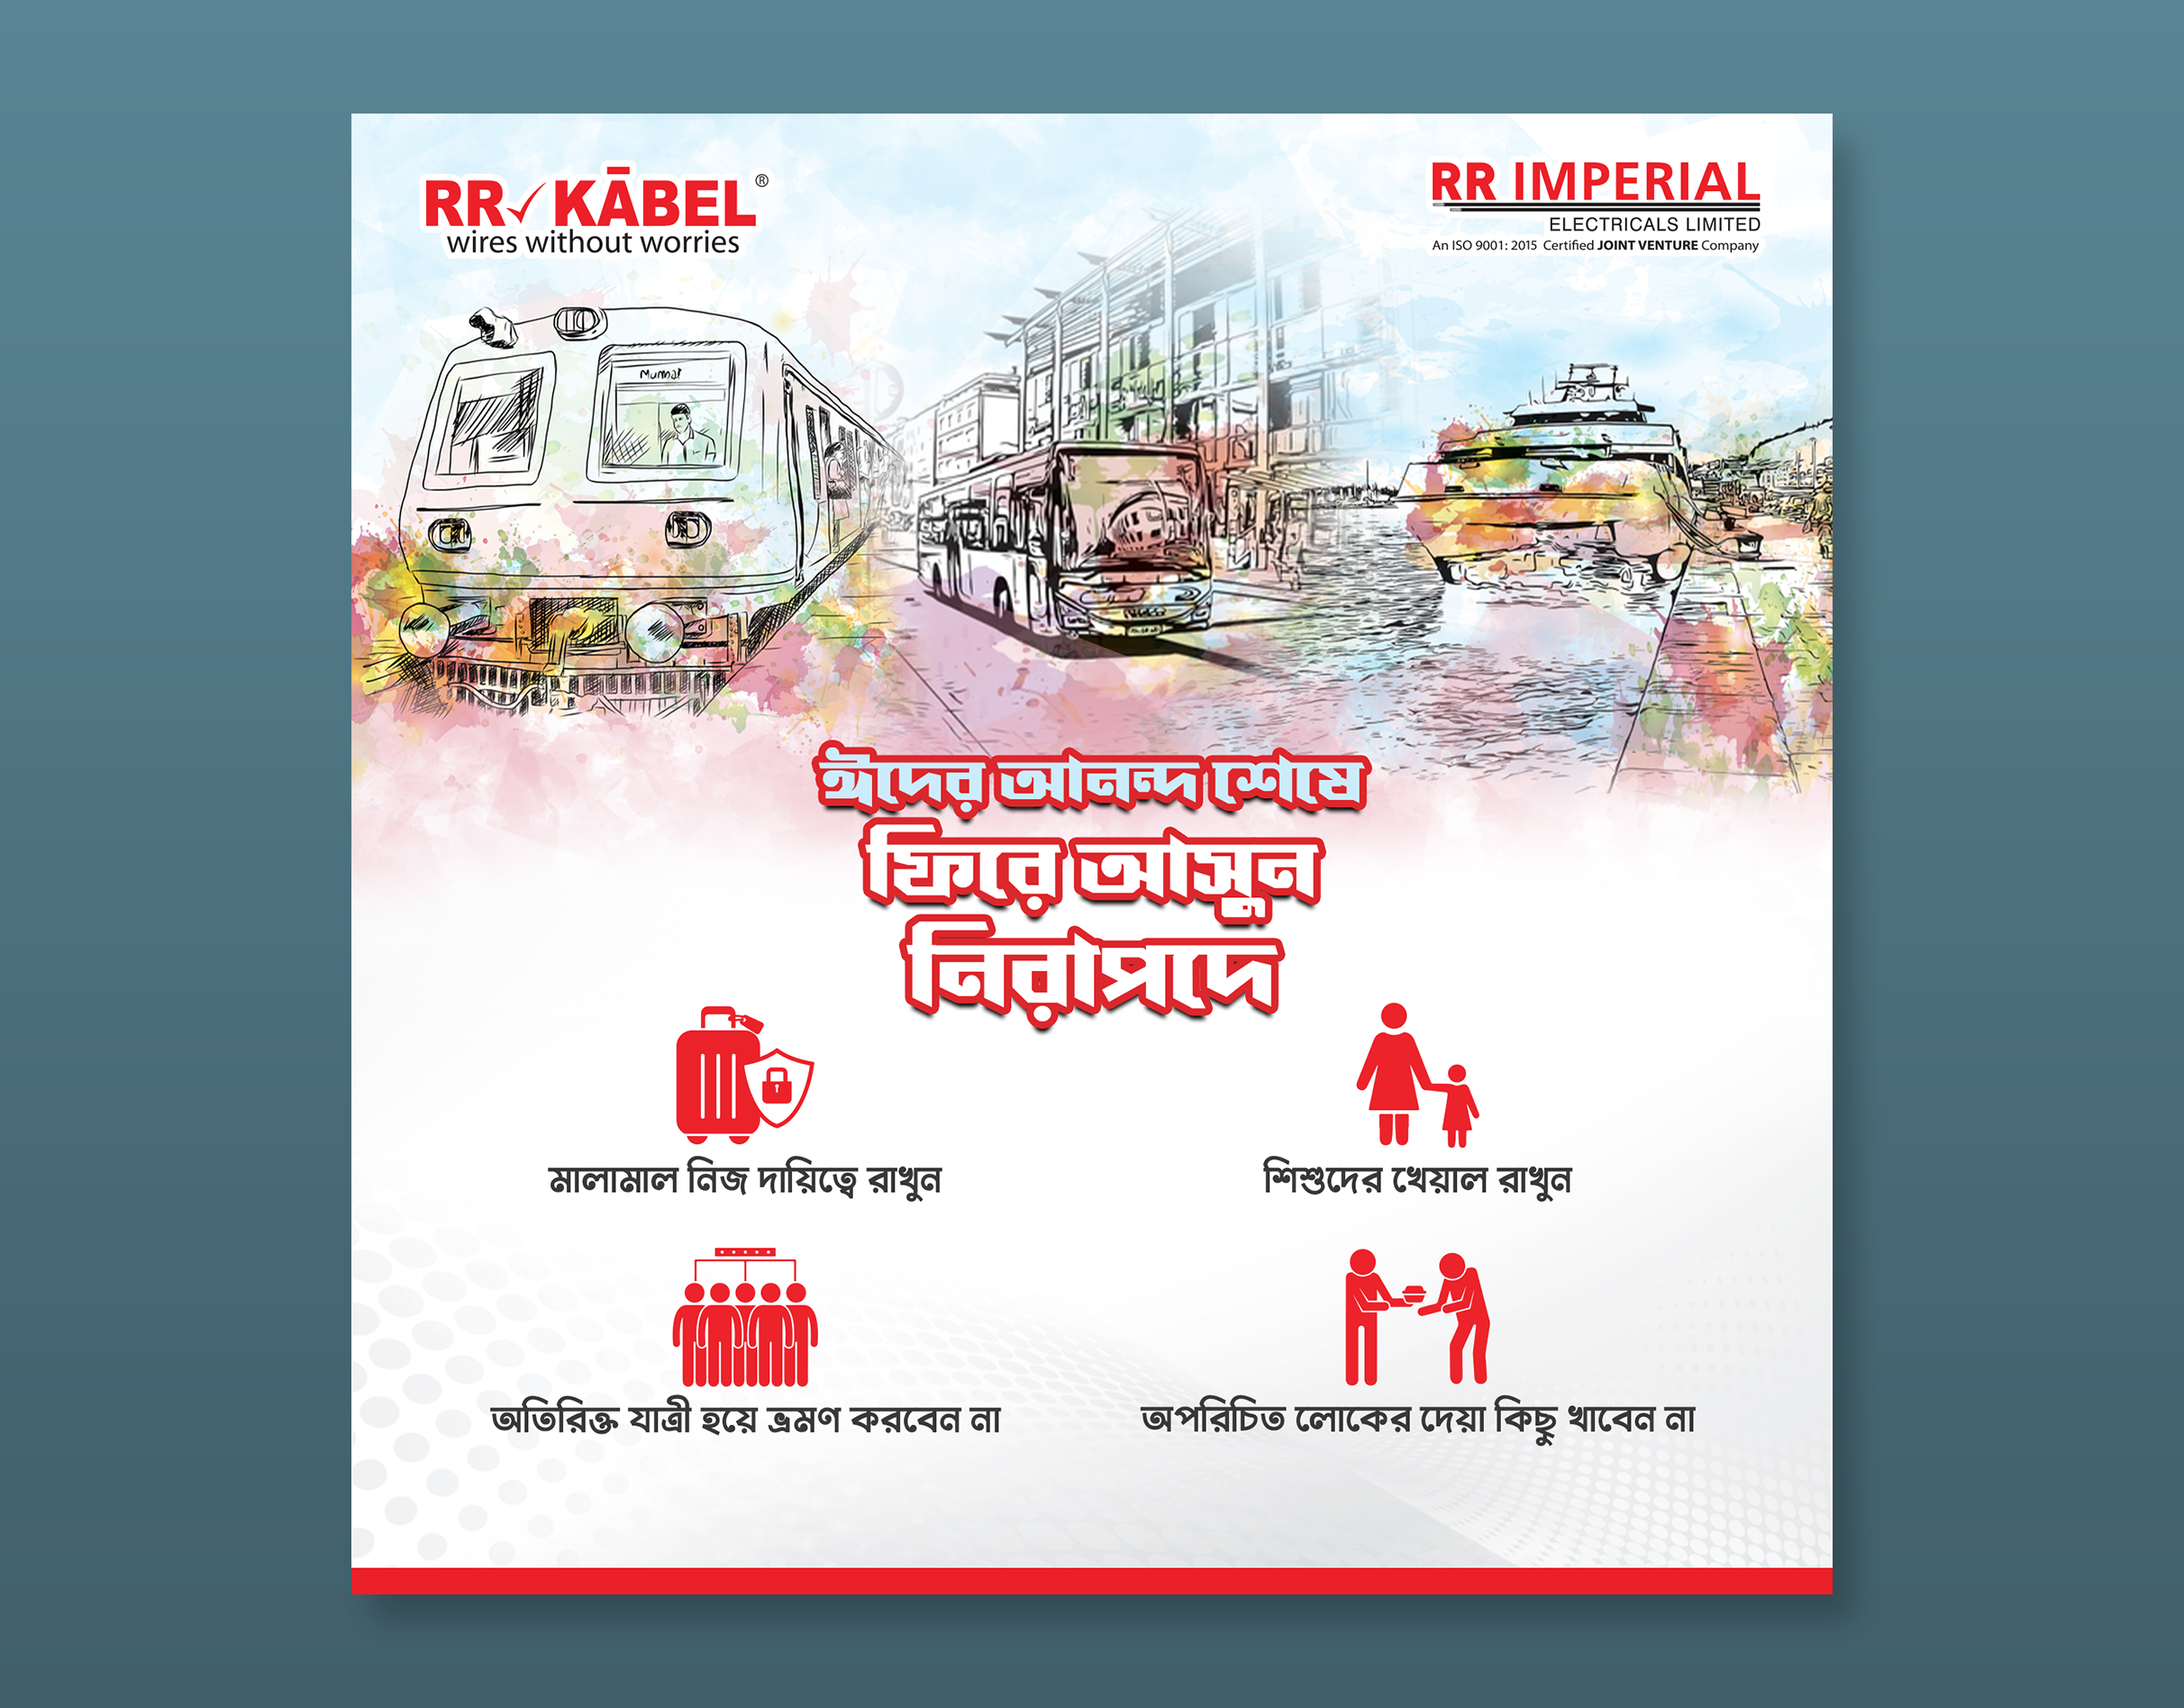 RR KĀBEL®
wires without worries
RR IMPERIAL
ELECTRICALS LIMITED
An ISO 9001: 2015 Certified JOINT VENTURE Company
Mumbai
ঈদের আনন্দ শেষে
ফিরে আসুন
নিরাপদে
মালামাল নিজ দায়িত্বে রাখুন
শিশুদের খেয়াল রাখুন
অতিরিক্ত যাত্রী হয়ে ভ্রমণ করবেন না
অপরিচিত লোকের দেয়া কিছু খাবেন না